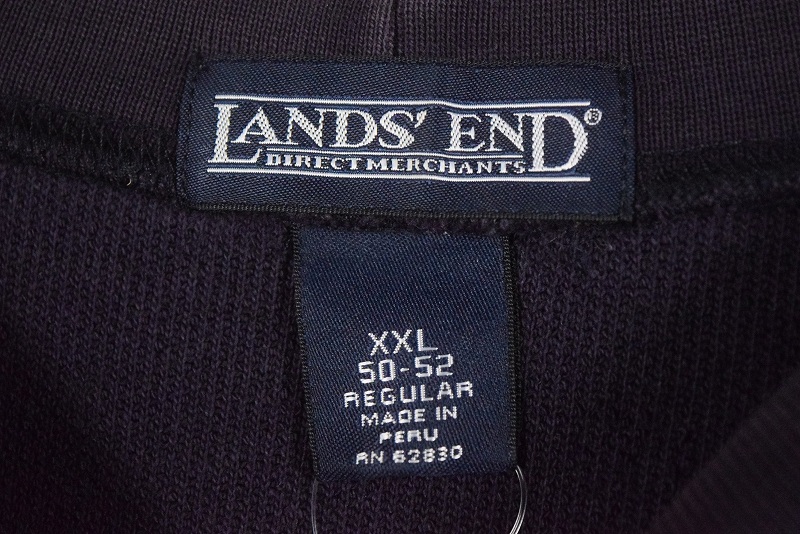 LANDS' END®
DIRECT MERCHANTS
XXL
50-52
REGULAR
MADE IN
PERU
RN 62830